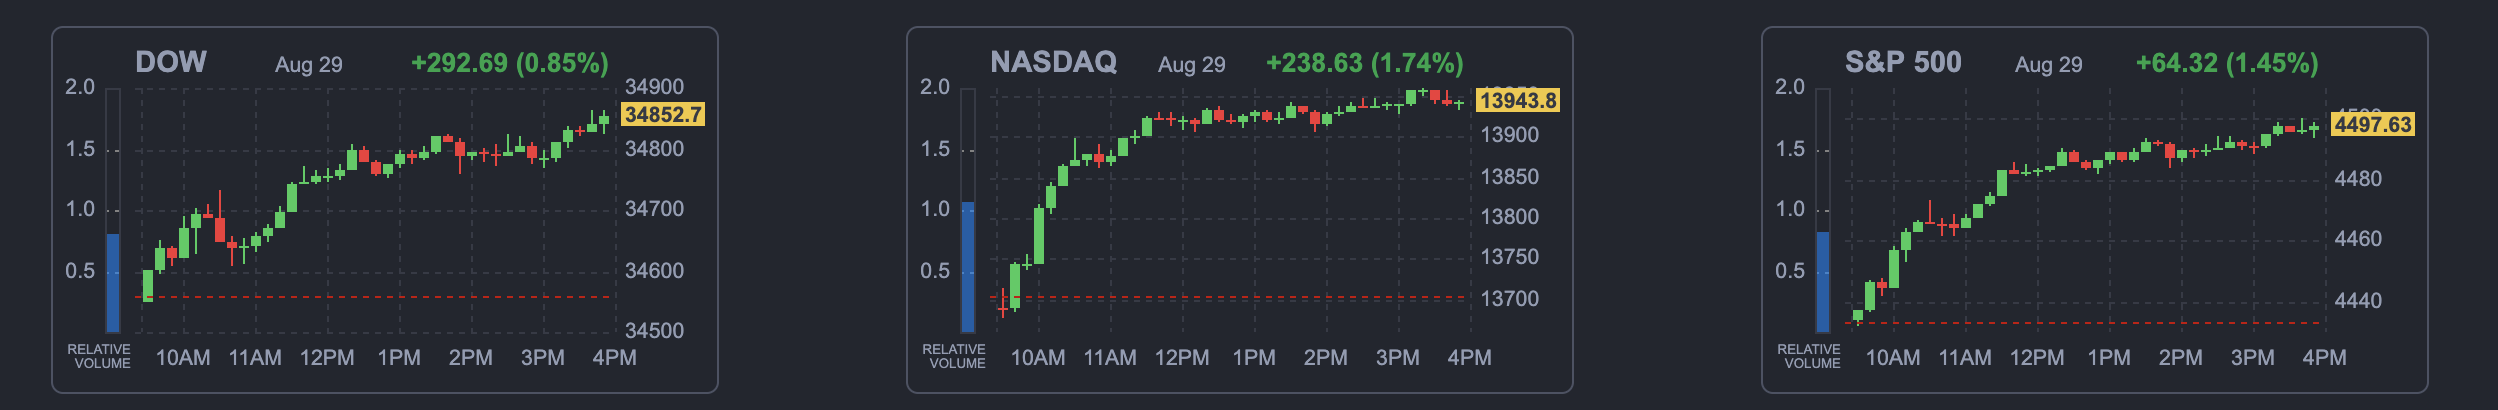 DOW Aug 29 +292.69 (0.85%)
2.0 34900
34852.7
1.5 34800
1.0 34700
0.5 34600
34500
RELATIVE
VOLUME
10AM 11AM 12PM 1PM 2PM 3PM 4PM
NASDAQ Aug 29 +238.63 (1.74%)
2.0
13943.8
1.5 13900
13850
1.0 13800
13750
0.5
13700
RELATIVE
VOLUME
10AM 11AM 12PM 1PM 2PM 3PM 4PM
S&P 500 Aug 29 +64.32 (1.45%)
2.0
4497.63
1.5
4480
1.0
4460
0.5
4440
RELATIVE
VOLUME
10AM 11AM 12PM 1PM 2PM 3PM 4PM